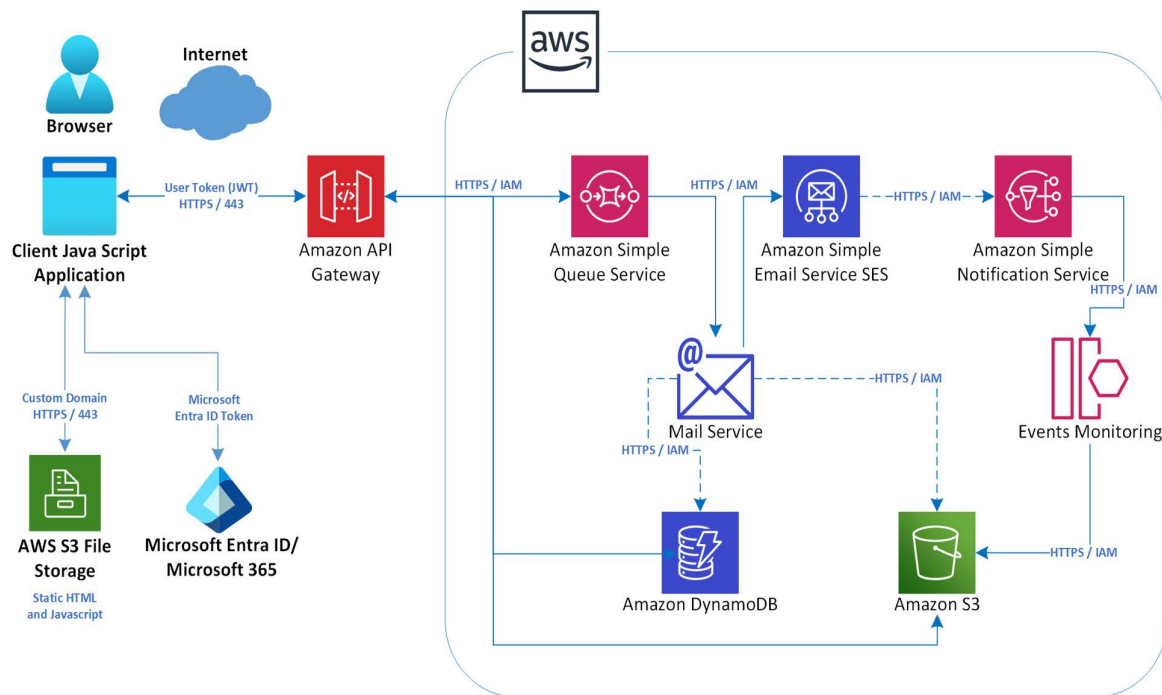 aws
Internet
Browser
User Token (JWT)
HTTPS / 443
HTTPS / IAM
HTTPS / IAM
HTTPS / IAM
Client Java Script
Application
Amazon API
Gateway
Amazon Simple
Queue Service
Amazon Simple
Email Service SES
Amazon Simple
Notification Service
HTTPS / IAM
@
HTTPS / IAM
Custom Domain
HTTPS / 443
Microsoft
Entra ID Token
Mail Service
Events Monitoring
HTTPS / IAM
AWS S3 File
Storage
Static HTML
and Javascript
Microsoft Entra ID/
Microsoft 365
HTTPS / IAM
Amazon DynamoDB
Amazon S3